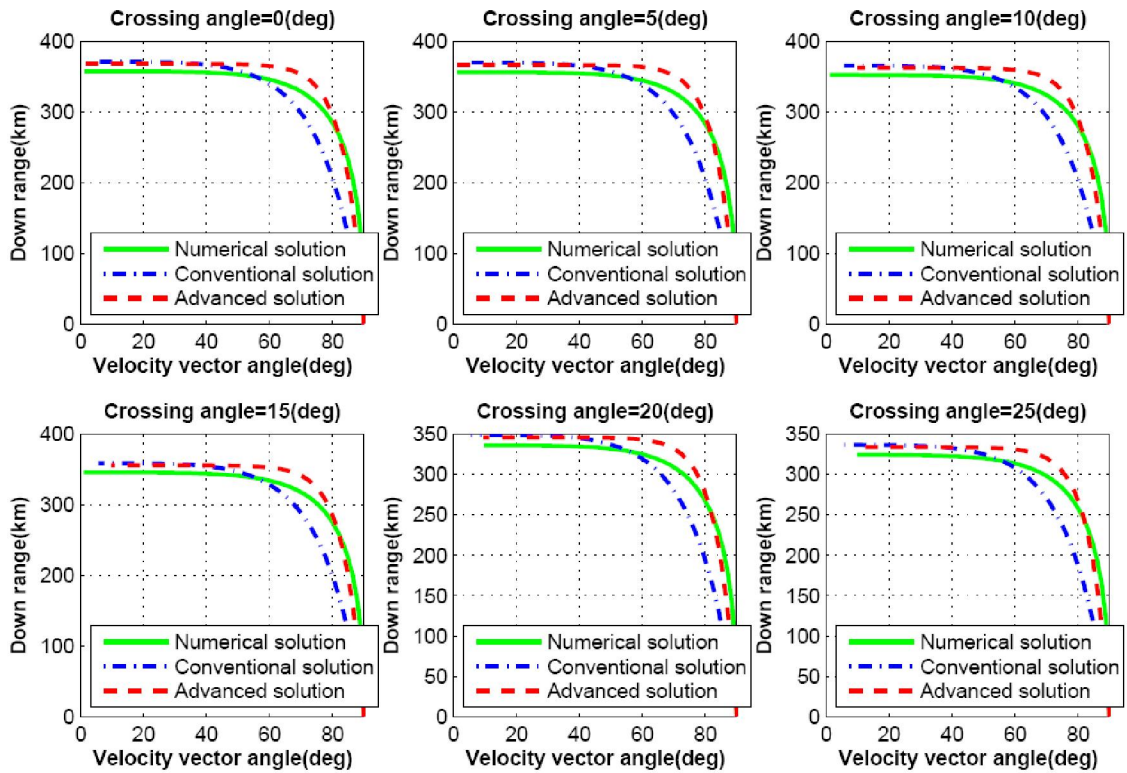 Crossing angle=0(deg)
Down range(km)
400
300
200
100
0
Numerical solution
Conventional solution
Advanced solution
0 20 40 60 80
Velocity vector angle(deg)
Crossing angle=5(deg)
Down range(km)
400
300
200
100
0
Numerical solution
Conventional solution
Advanced solution
0 20 40 60 80
Velocity vector angle(deg)
Crossing angle=10(deg)
Down range(km)
400
300
200
100
0
Numerical solution
Conventional solution
Advanced solution
0 20 40 60 80
Velocity vector angle(deg)
Crossing angle=15(deg)
Down range(km)
400
300
200
100
0
Numerical solution
Conventional solution
Advanced solution
0 20 40 60 80
Velocity vector angle(deg)
Crossing angle=20(deg)
Down range(km)
350
300
250
200
150
100
50
0
Numerical solution
Conventional solution
Advanced solution
0 20 40 60 80
Velocity vector angle(deg)
Crossing angle=25(deg)
Down range(km)
350
300
250
200
150
100
50
0
Numerical solution
Conventional solution
Advanced solution
0 20 40 60 80
Velocity vector angle(deg)